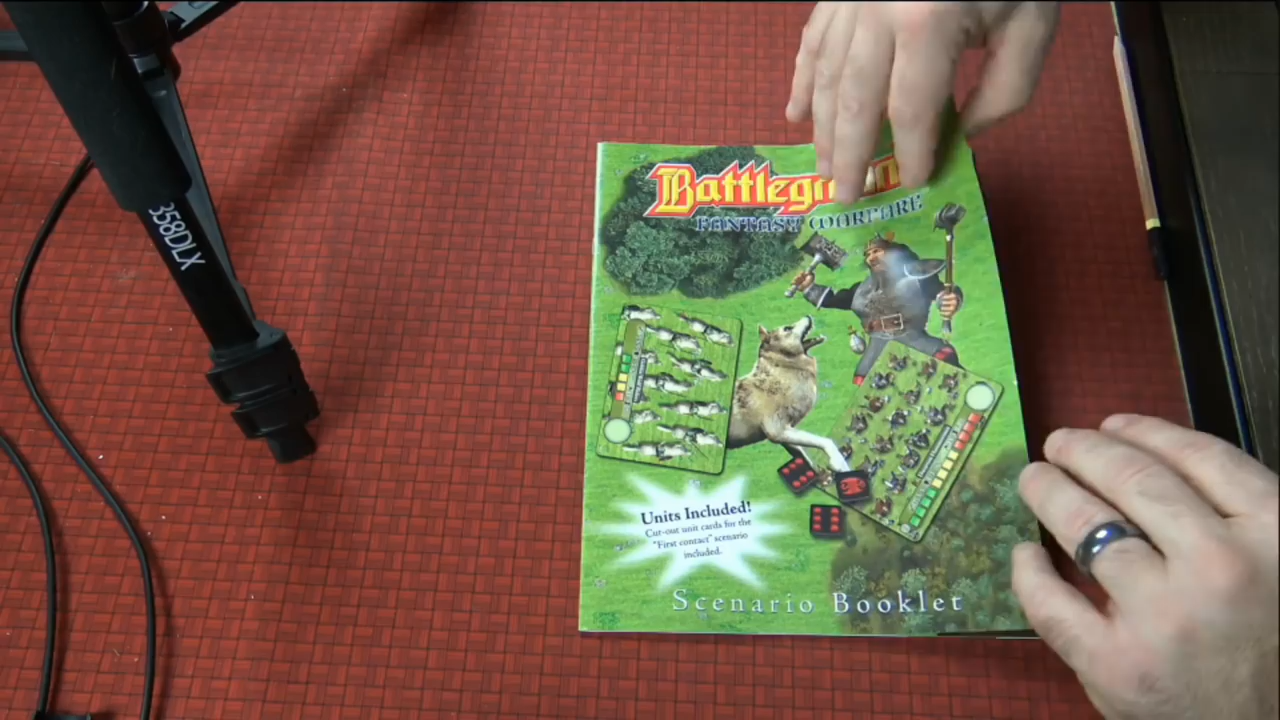 358DLX
FANTASY WARFARE
Units Included!
Cut-out unit cards for the
"First contact" scenario
included.
Scenario Booklet